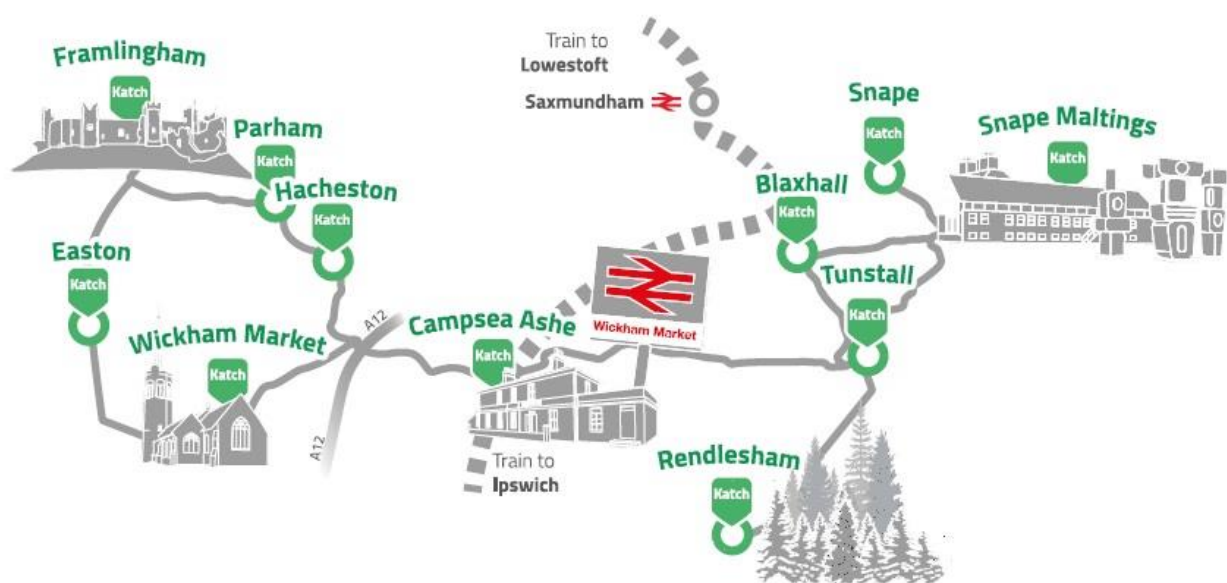 Framlingham
Katch
Parham
Katch
Hacheston
Katch
Easton
Katch
Wickham Market
Katch
A12
A12
Campsea Ashe
Katch
Train to
Ipswich
Train to
Lowestoft
Saxmundham
Wickham Market
Snape
Katch
Snape Maltings
Katch
Blaxhall
Katch
Tunstall
Katch
Rendlesham
Katch